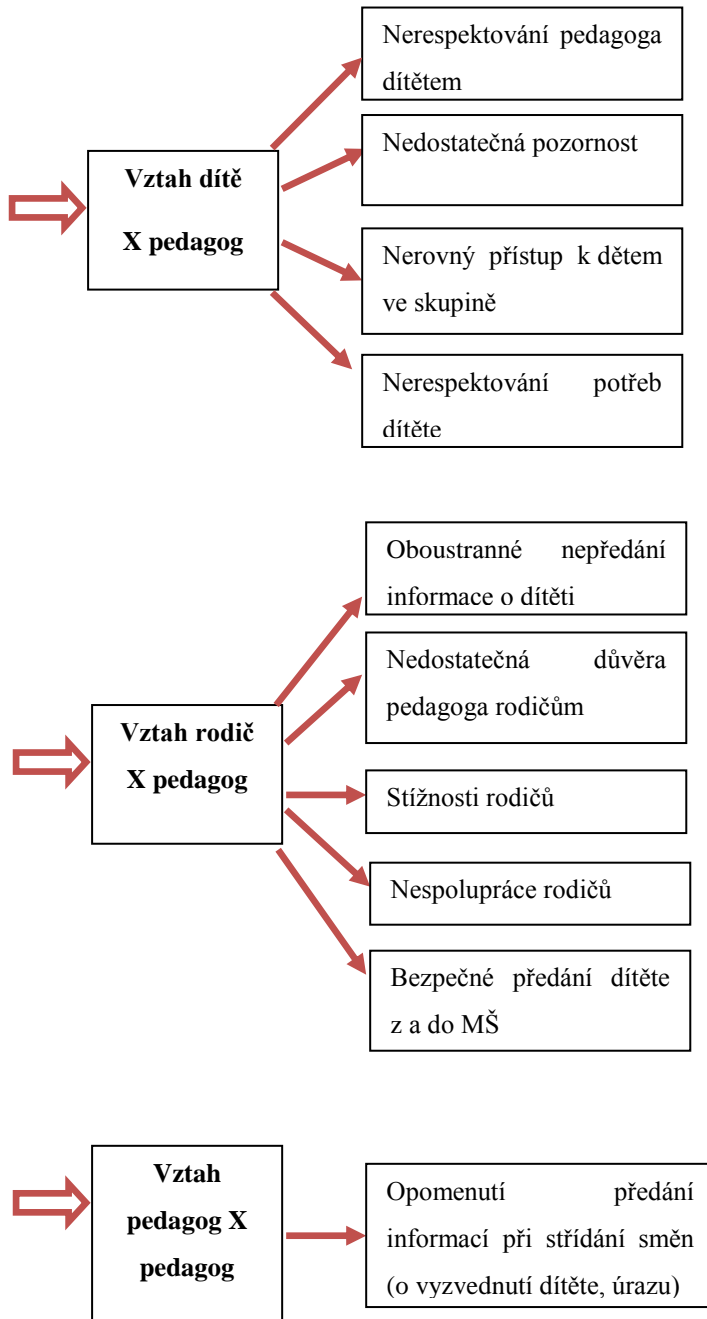 Nerespektování pedagoga
dítětem
Nedostatečná pozornost
Vztah dítě
X pedagog
Nerovný přístup k dětem
ve skupině
Nerespektování potřeb
dítěte
Oboustranné nepředání
informace o dítěti
Nedostatečná důvěra
pedagoga rodičům
Vztah rodič
X pedagog
Stížnosti rodičů
Nespolupráce rodičů
Bezpečné předání dítěte
z a do MŠ
Vztah
pedagog X
pedagog
Opomenutí předání
informací při střídání směn
(o vyzvednutí dítěte, úrazu)